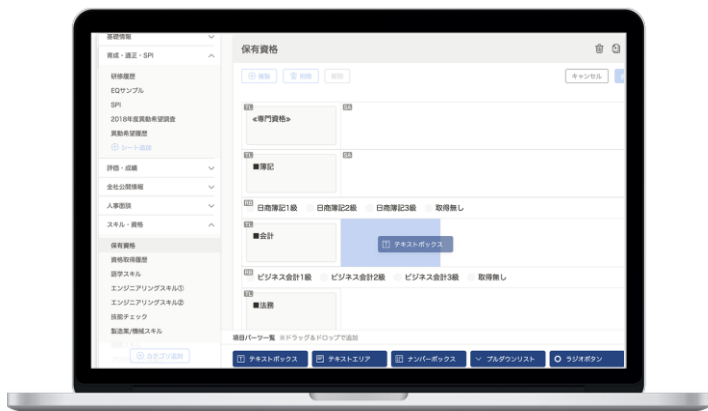 基礎情報
育成・適正・SPI
研修履歴
EQサンプル
SPI
2018年度異動希望調査
異動希望履歴
シート追加
評価・成績
全社公開情報
人事面談
スキル・資格
保有資格
資格取得履歴
語学スキル
エンジニアリングスキル①
エンジニアリングスキル②
技能チェック
製造業/機械スキル
カテゴリ追加
保有資格
複製 削除
キャンセル
≪専門資格≫
■簿記
日商簿記1級 日商簿記2級 日商簿記3級 取得無し
■会計
テキストボックス
ビジネス会計1級 ビジネス会計2級 ビジネス会計3級 取得無し
■法務
項目パーツ一覧 ※ドラッグ&ドロップで追加
テキストボックス テキストエリア ナンバーボックス プルダウンリスト ラジオボタン